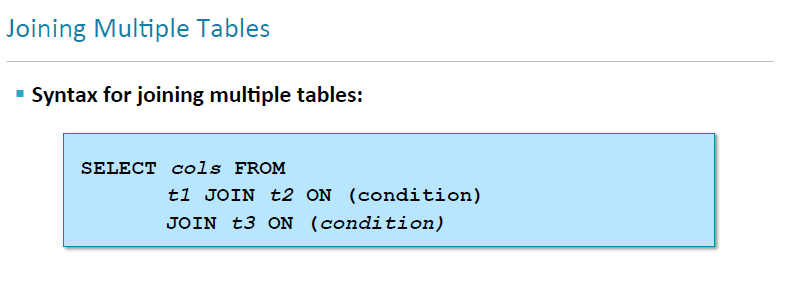 Joining Multiple Tables
Syntax for joining multiple tables:
SELECT cols FROM
t1 JOIN t2 ON (condition)
JOIN t3 ON (condition)